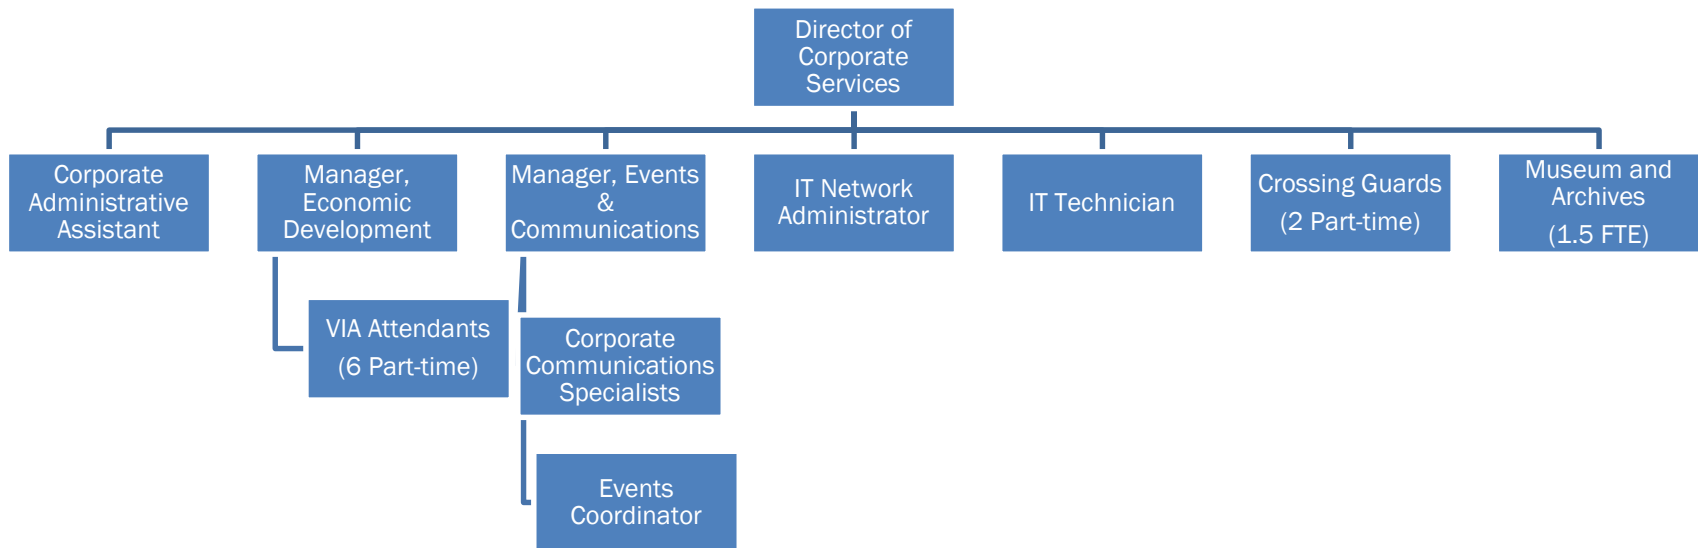 Director of
Corporate
Services
Corporate
Administrative
Assistant
Manager,
Economic
Development
Manager, Events
&
Communications
IT Network
Administrator
IT Technician
Crossing Guards
(2 Part-time)
Museum and
Archives
(1.5 FTE)
VIA Attendants
(6 Part-time)
Corporate
Communications
Specialists
Events
Coordinator